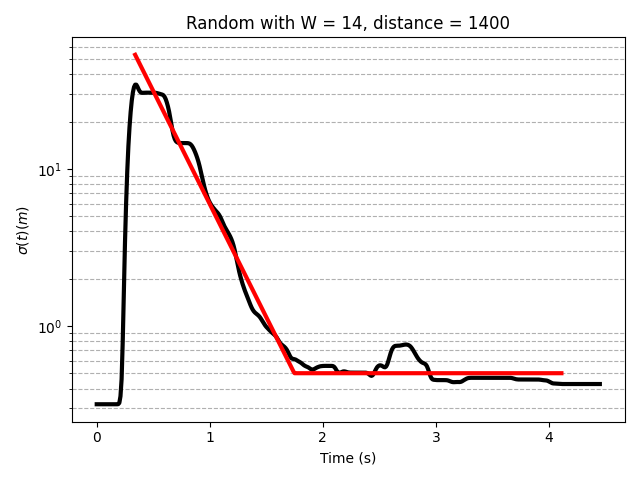 Random with W = 14, distance = 1400
σ(t)(m)
10¹
10⁰
0 1 2 3 4
Time (s)